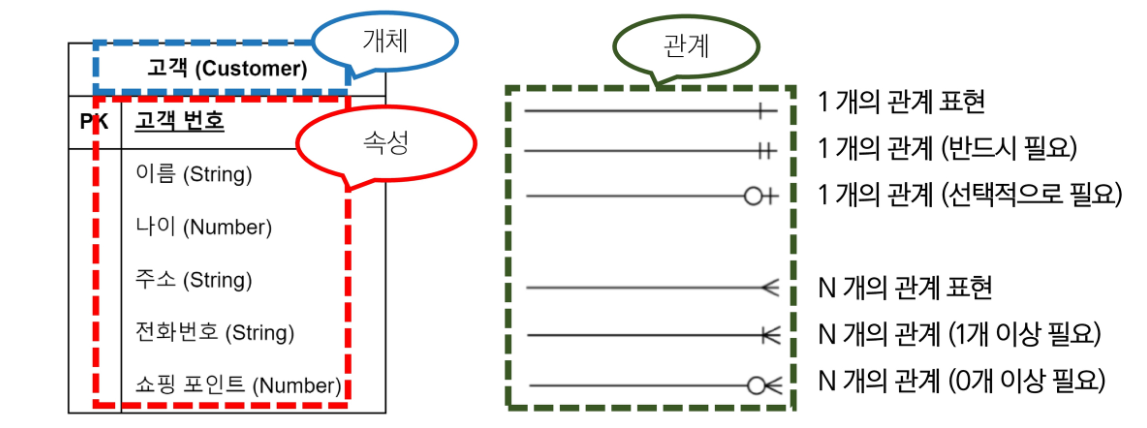 개체
고객 (Customer)
PK 고객 번호
속성
이름 (String)
나이 (Number)
주소 (String)
전화번호 (String)
쇼핑 포인트 (Number)
관계
1 개의 관계 표현
1 개의 관계 (반드시 필요)
1 개의 관계 (선택적으로 필요)
N 개의 관계 표현
N 개의 관계 (1개 이상 필요)
N 개의 관계 (0개 이상 필요)